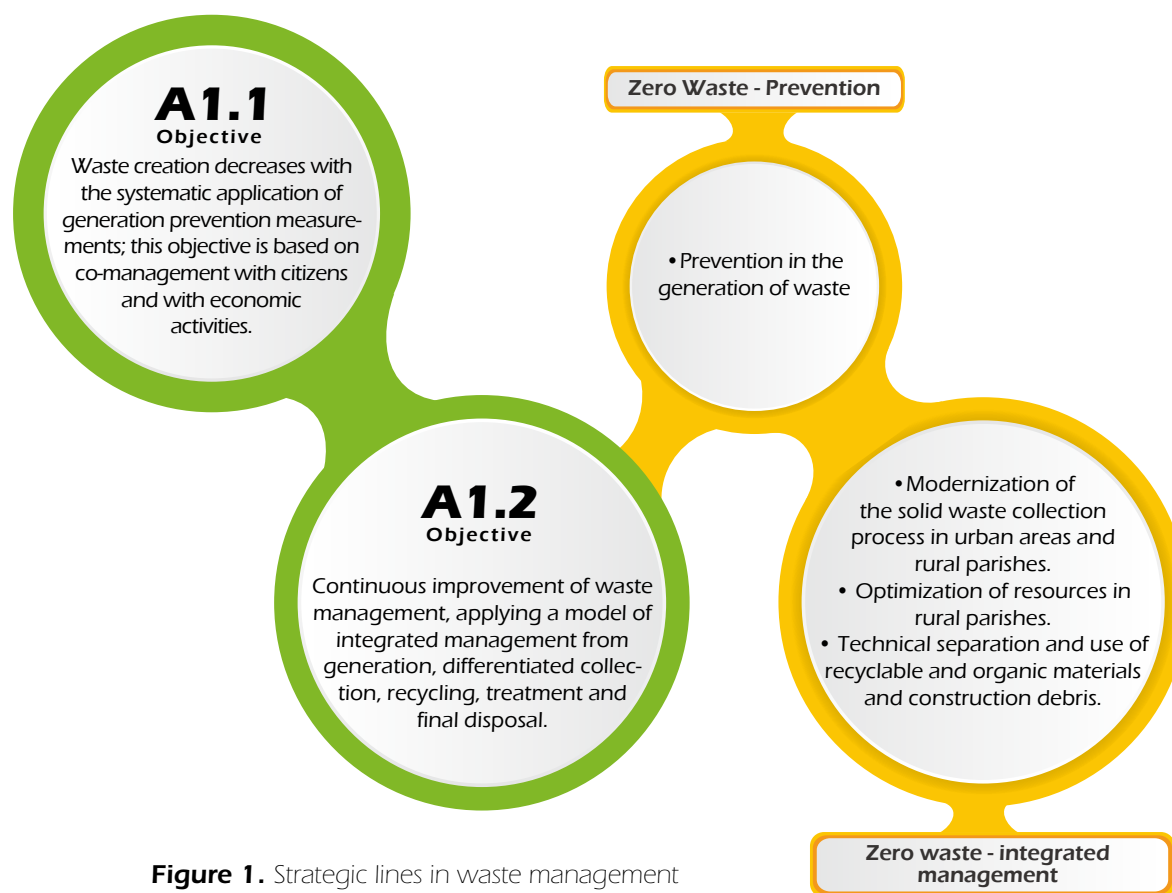 A1.1
Objective
Waste creation decreases with
the systematic application of
generation prevention measure-
ments; this objective is based on
co-management with citizens
and with economic
activities.
A1.2
Objective
Continuous improvement of waste
management, applying a model of
integrated management from
generation, differentiated collec-
tion, recycling, treatment and
final disposal.
Zero Waste - Prevention
•Prevention in the
generation of waste
•Modernization of
the solid waste collection
process in urban areas and
rural parishes.
• Optimization of resources in
rural parishes.
• Technical separation and use of
recyclable and organic materials
and construction debris.
Zero waste - integrated
management
Figure 1. Strategic lines in waste management